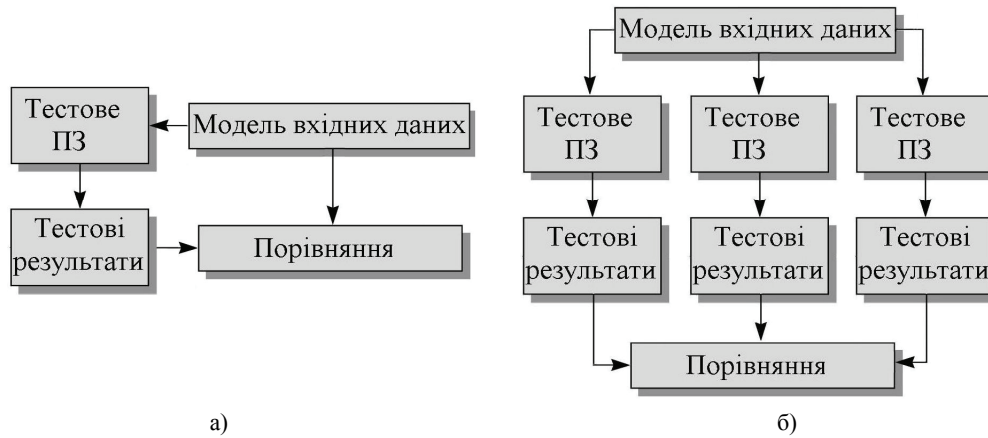 Тестове
ПЗ
Модель вхідних даних
Тестові
результати
Порівняння
а)
Модель вхідних даних
Тестове
ПЗ
Тестове
ПЗ
Тестове
ПЗ
Тестові
результати
Тестові
результати
Тестові
результати
Порівняння
б)